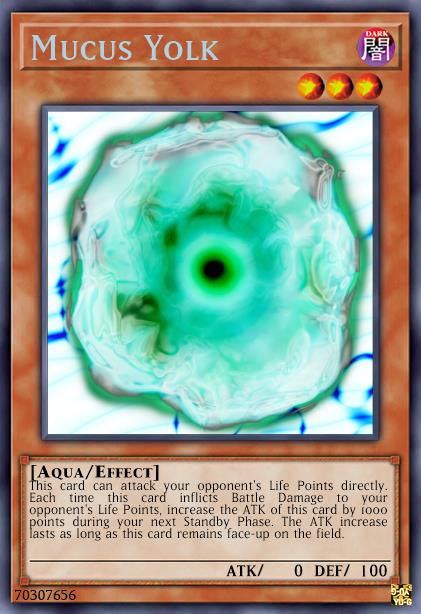 Mucus Yolk
DARK
闇
[Aqua/Effect]
This card can attack your opponent's Life Points directly.
Each time this card inflicts Battle Damage to your
opponent's Life Points, increase the ATK of this card by 1000
points during your next Standby Phase. The ATK increase
lasts as long as this card remains face-up on the field.
ATK/ 0 DEF/ 100
70307656